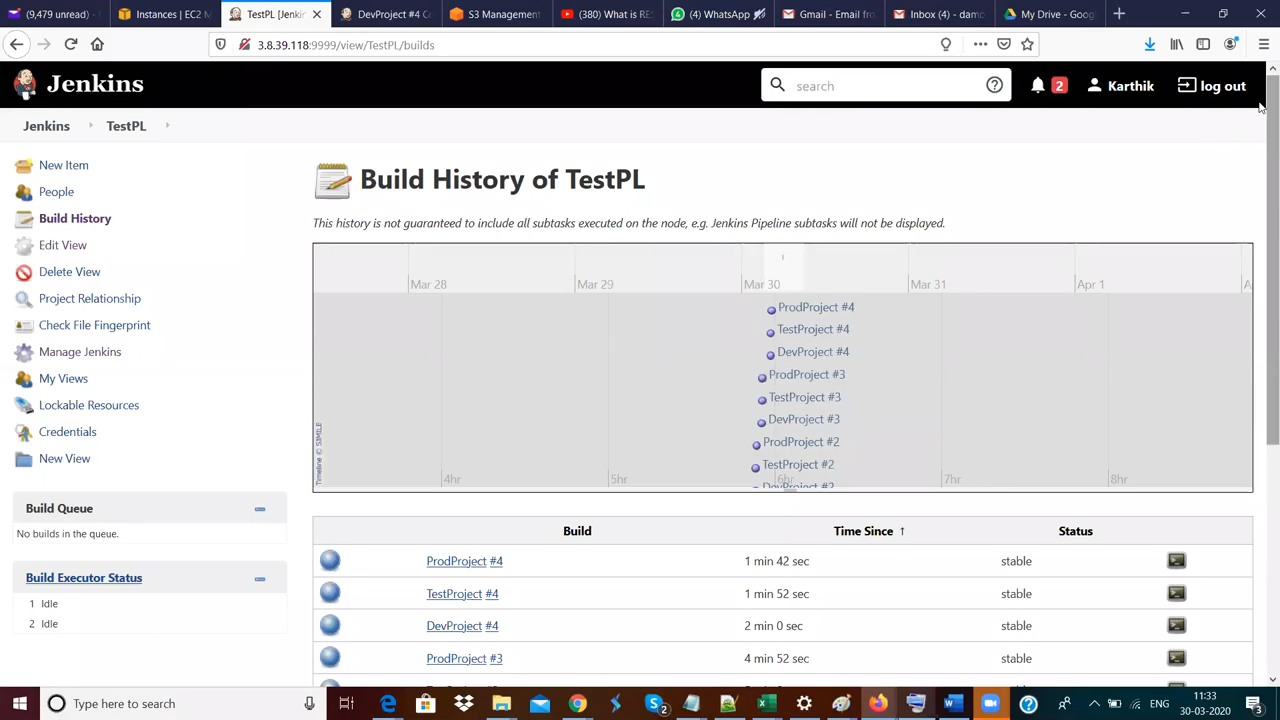 (9,479 unread)
Instances | EC2 M
TestPL [Jenkins]
DevProject #4 C
S3 Management
(380) What is RES
(4) WhatsApp
Gmail - Email fro
Inbox (4) - damo
My Drive - Goog
3.8.39.118:9999/view/TestPL/builds
Jenkins
search
2
Karthik
log out
Jenkins
TestPL
New Item
People
Build History
Edit View
Delete View
Project Relationship
Check File Fingerprint
Manage Jenkins
My Views
Lockable Resources
Credentials
New View
Build Queue
No builds in the queue.
Build Executor Status
1 Idle
2 Idle
Build History of TestPL
This history is not guaranteed to include all subtasks executed on the node, e.g. Jenkins Pipeline subtasks will not be displayed.
Mar 28
Mar 29
Mar 30
Mar 31
Apr 1
A
ProdProject #4
TestProject #4
DevProject #4
ProdProject #3
TestProject #3
DevProject #3
ProdProject #2
TestProject #2
DevProject #2
4hr
5hr
6hr
7hr
8hr
Timeline © SIMILE
Build Time Since ↑ Status
ProdProject #4 1 min 42 sec stable
TestProject #4 1 min 52 sec stable
DevProject #4 2 min 0 sec stable
ProdProject #3 4 min 52 sec stable
Type here to search
2
ENG
11:33
30-03-2020
3